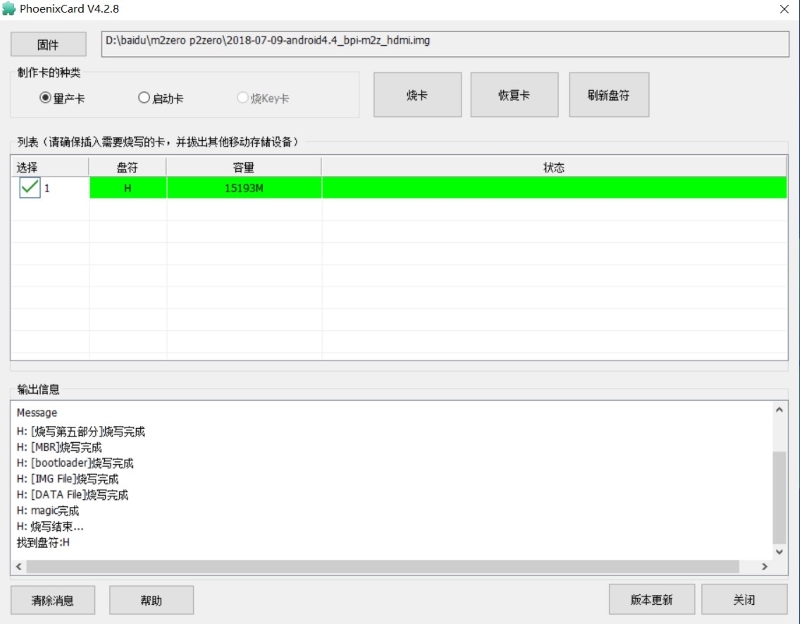 PhoenixCard V4.2.8
固件
D:\baidu\m2zero p2zero\2018-07-09-android4.4_bpi-m2z_hdmi.img
制作卡的种类
量产卡 启动卡 烧Key卡
烧卡 恢复卡 刷新盘符
列表（请确保插入需要烧写的卡，并拔出其他移动存储设备）
选择 盘符 容量 状态
1 H 15193M
输出信息
Message
H: [烧写第五部分]烧写完成
H: [MBR]烧写完成
H: [bootloader]烧写完成
H: [IMG File]烧写完成
H: [DATA File]烧写完成
H: magic完成
H: 烧写结束...
找到盘符:H
清除消息 帮助 版本更新 关闭